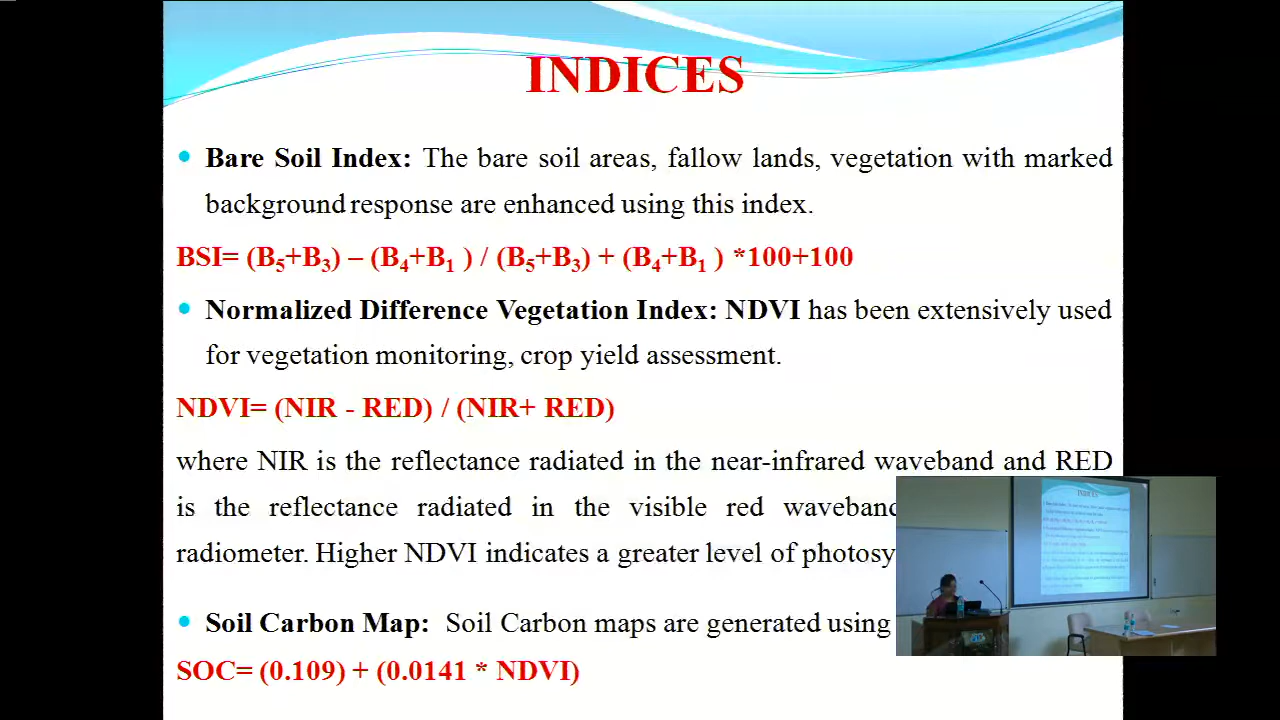 INDICES
Bare Soil Index: The bare soil areas, fallow lands, vegetation with marked
background response are enhanced using this index.
BSI= (B₅+B₃) – (B₄+B₁ ) / (B₅+B₃) + (B₄+B₁ ) *100+100
Normalized Difference Vegetation Index: NDVI has been extensively used
for vegetation monitoring, crop yield assessment.
NDVI= (NIR - RED) / (NIR+ RED)
where NIR is the reflectance radiated in the near-infrared waveband and RED
is the reflectance radiated in the visible red
radiometer. Higher NDVI indicates a greater level of
Soil Carbon Map: Soil Carbon maps are generated using
SOC= (0.109) + (0.0141 * NDVI)
INDICES